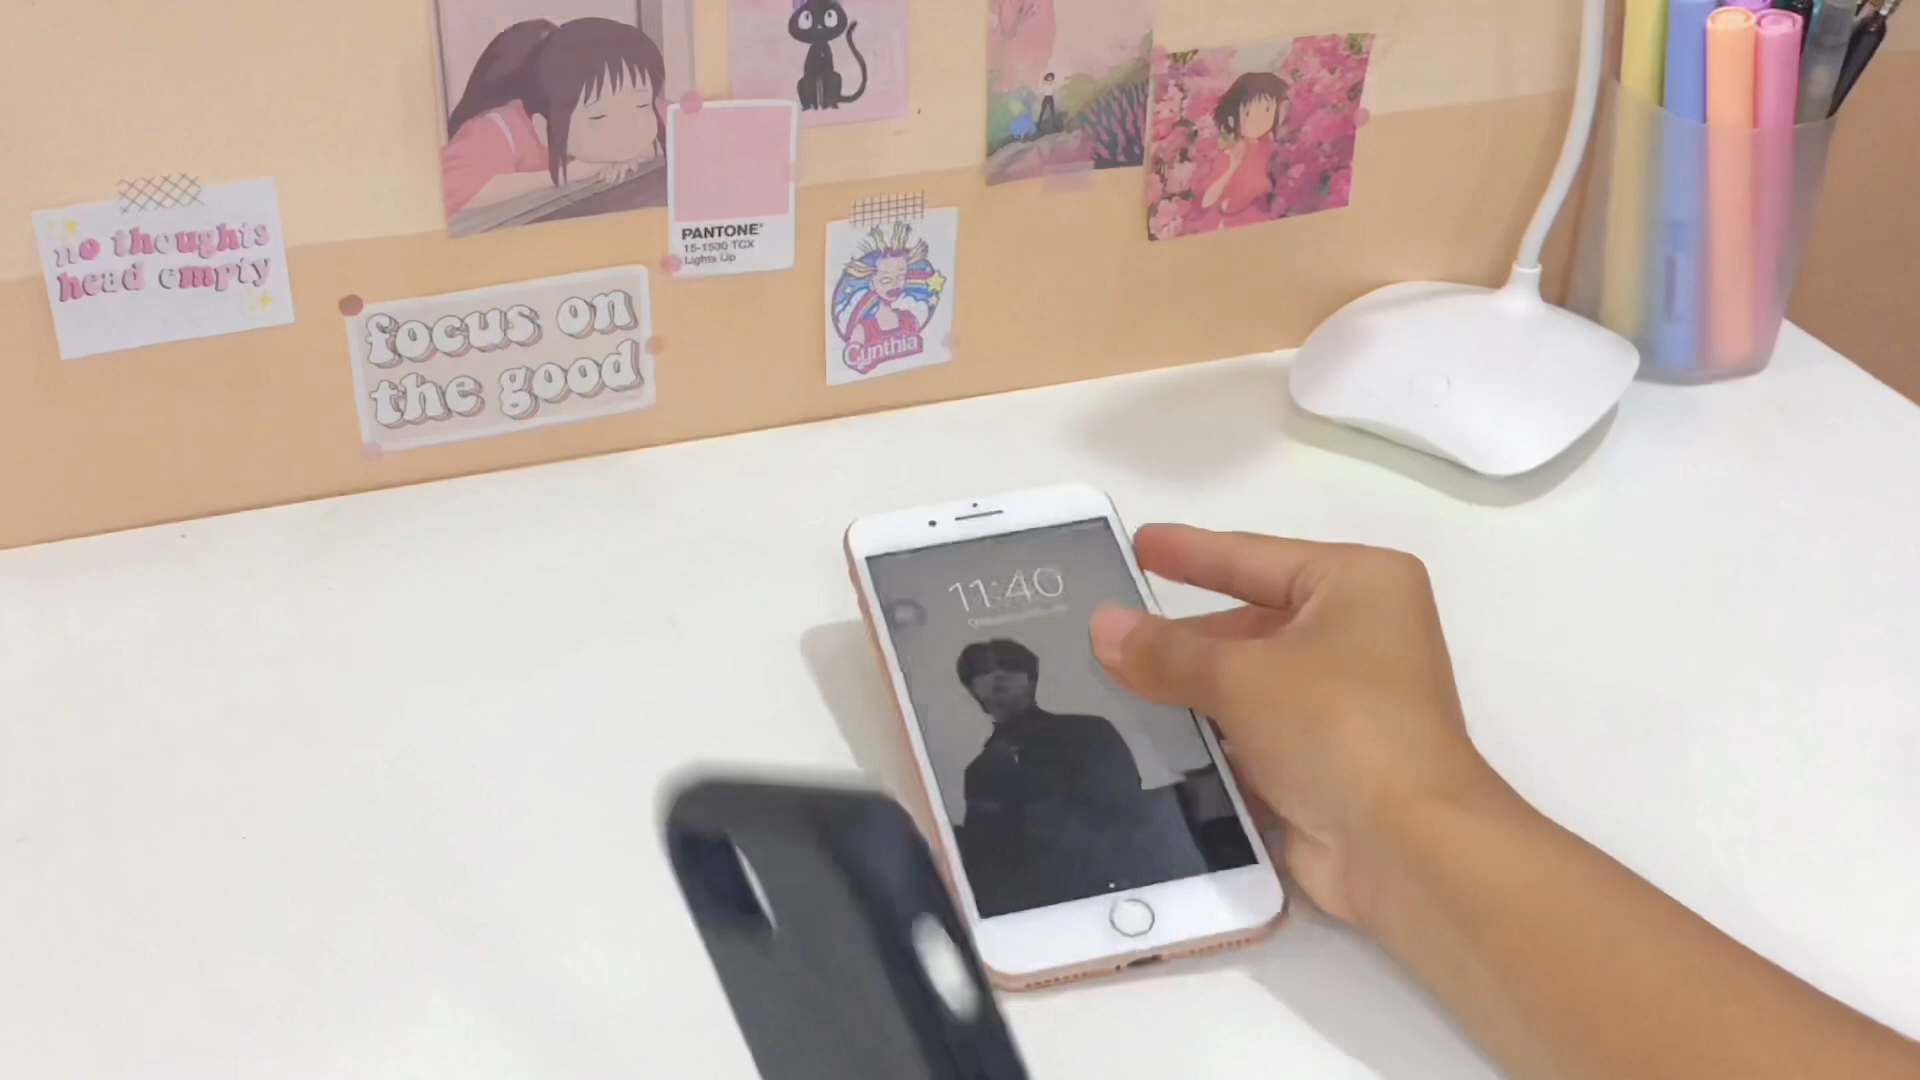 no thoughts
head empty
focus on
the good
PANTONE®
15-1530 TCX
Lights Up
Cynthia
11:40